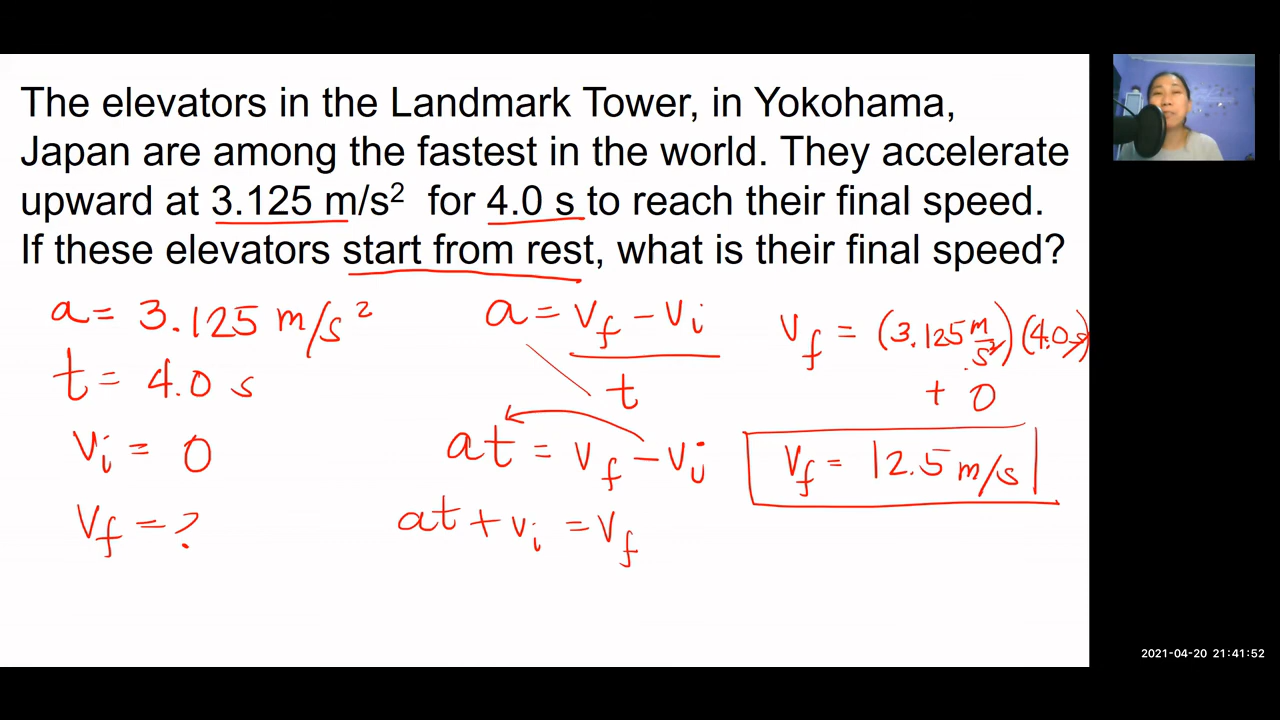 The elevators in the Landmark Tower, in Yokohama,
Japan are among the fastest in the world. They accelerate
upward at 3.125 m/s² for 4.0 s to reach their final speed.
If these elevators start from rest, what is their final speed?
a = 3.125 m/s²
t = 4.0 s
vi = 0
vf = ?
a = vf - vi
t
at = vf - vi
at + vi = vf
vf = (3.125 m/s²)(4.0s)
+ 0
vf = 12.5 m/s
2021-04-20 21:41:52